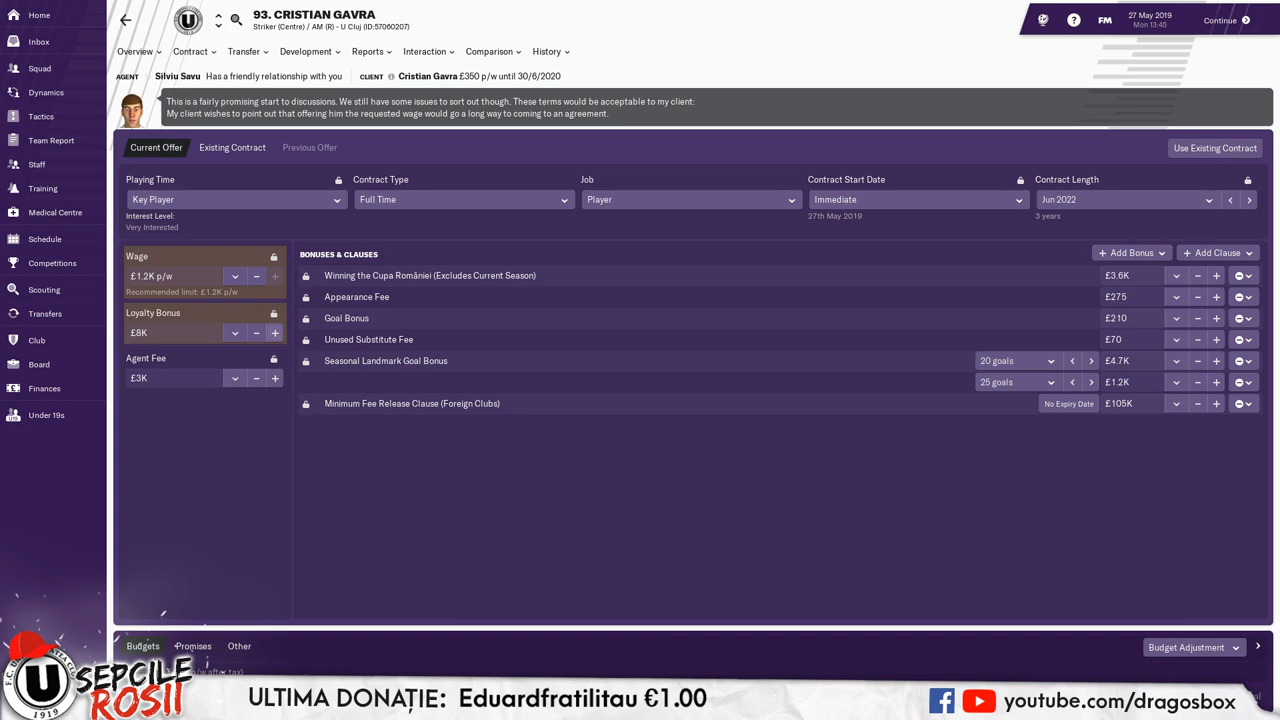 Home
Inbox
Squad
Dynamics
Tactics
Team Report
Staff
Training
Medical Centre
Schedule
Competitions
Scouting
Transfers
Club
Board
Finances
Under 19s
93. CRISTIAN GAVRA
Striker (Centre) / AM (R) - U Cluj (ID:57060207)
FM
27 May 2019
Mon 13:45
Continue
Overview
Contract
Transfer
Development
Reports
Interaction
Comparison
History
AGENT Silviu Savu Has a friendly relationship with you
CLIENT Cristian Gavra £350 p/w until 30/6/2020
This is a fairly promising start to discussions. We still have some issues to sort out though. These terms would be acceptable to my client:
My client wishes to point out that offering him the requested wage would go a long way to coming to an agreement.
Current Offer
Existing Contract
Previous Offer
Use Existing Contract
Playing Time
Key Player
Interest Level:
Very Interested
Contract Type
Full Time
Job
Player
Contract Start Date
Immediate
27th May 2019
Contract Length
Jun 2022
3 years
Wage
£1.2K p/w
Recommended limit: £1.2K p/w
Loyalty Bonus
£8K
Agent Fee
£3K
BONUSES & CLAUSES
Add Bonus
Add Clause
Winning the Cupa României (Excludes Current Season) £3.6K
Appearance Fee £275
Goal Bonus £210
Unused Substitute Fee £70
Seasonal Landmark Goal Bonus 20 goals £4.7K
25 goals £1.2K
Minimum Fee Release Clause (Foreign Clubs) No Expiry Date £105K
Budgets
Promises
Other
Budget Adjustment
p/w after tax)
U
1919
SEPCILE
ROSII
ULTIMA DONAȚIE: Eduardfratilitau €1.00
youtube.com/dragosbox